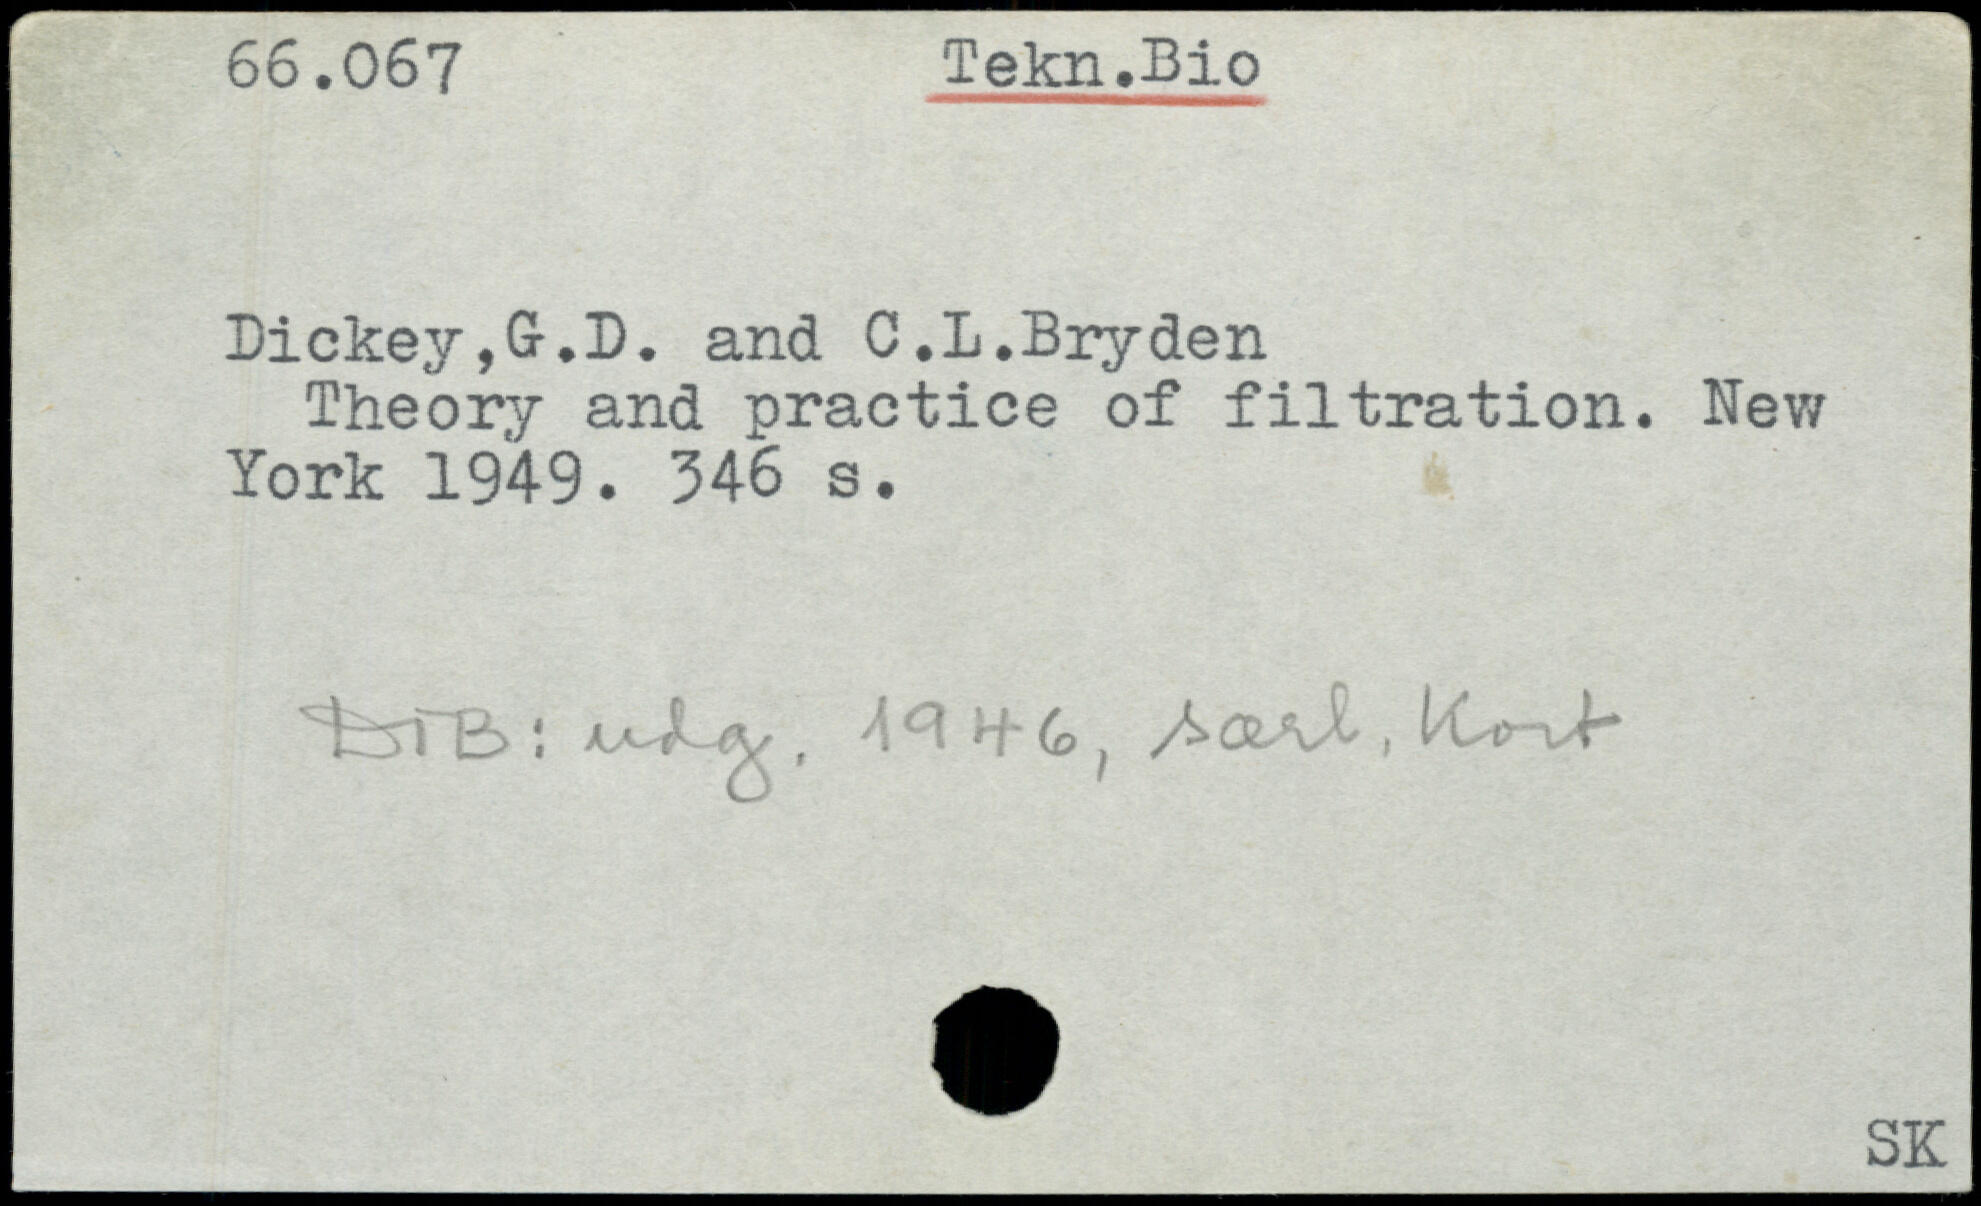 66.067 Tekn.Bio
Dickey,G.D. and C.L.Bryden
Theory and practice of filtration. New
York 1949. 346 s.
DTB: udg. 1946, særl, Kort
SK